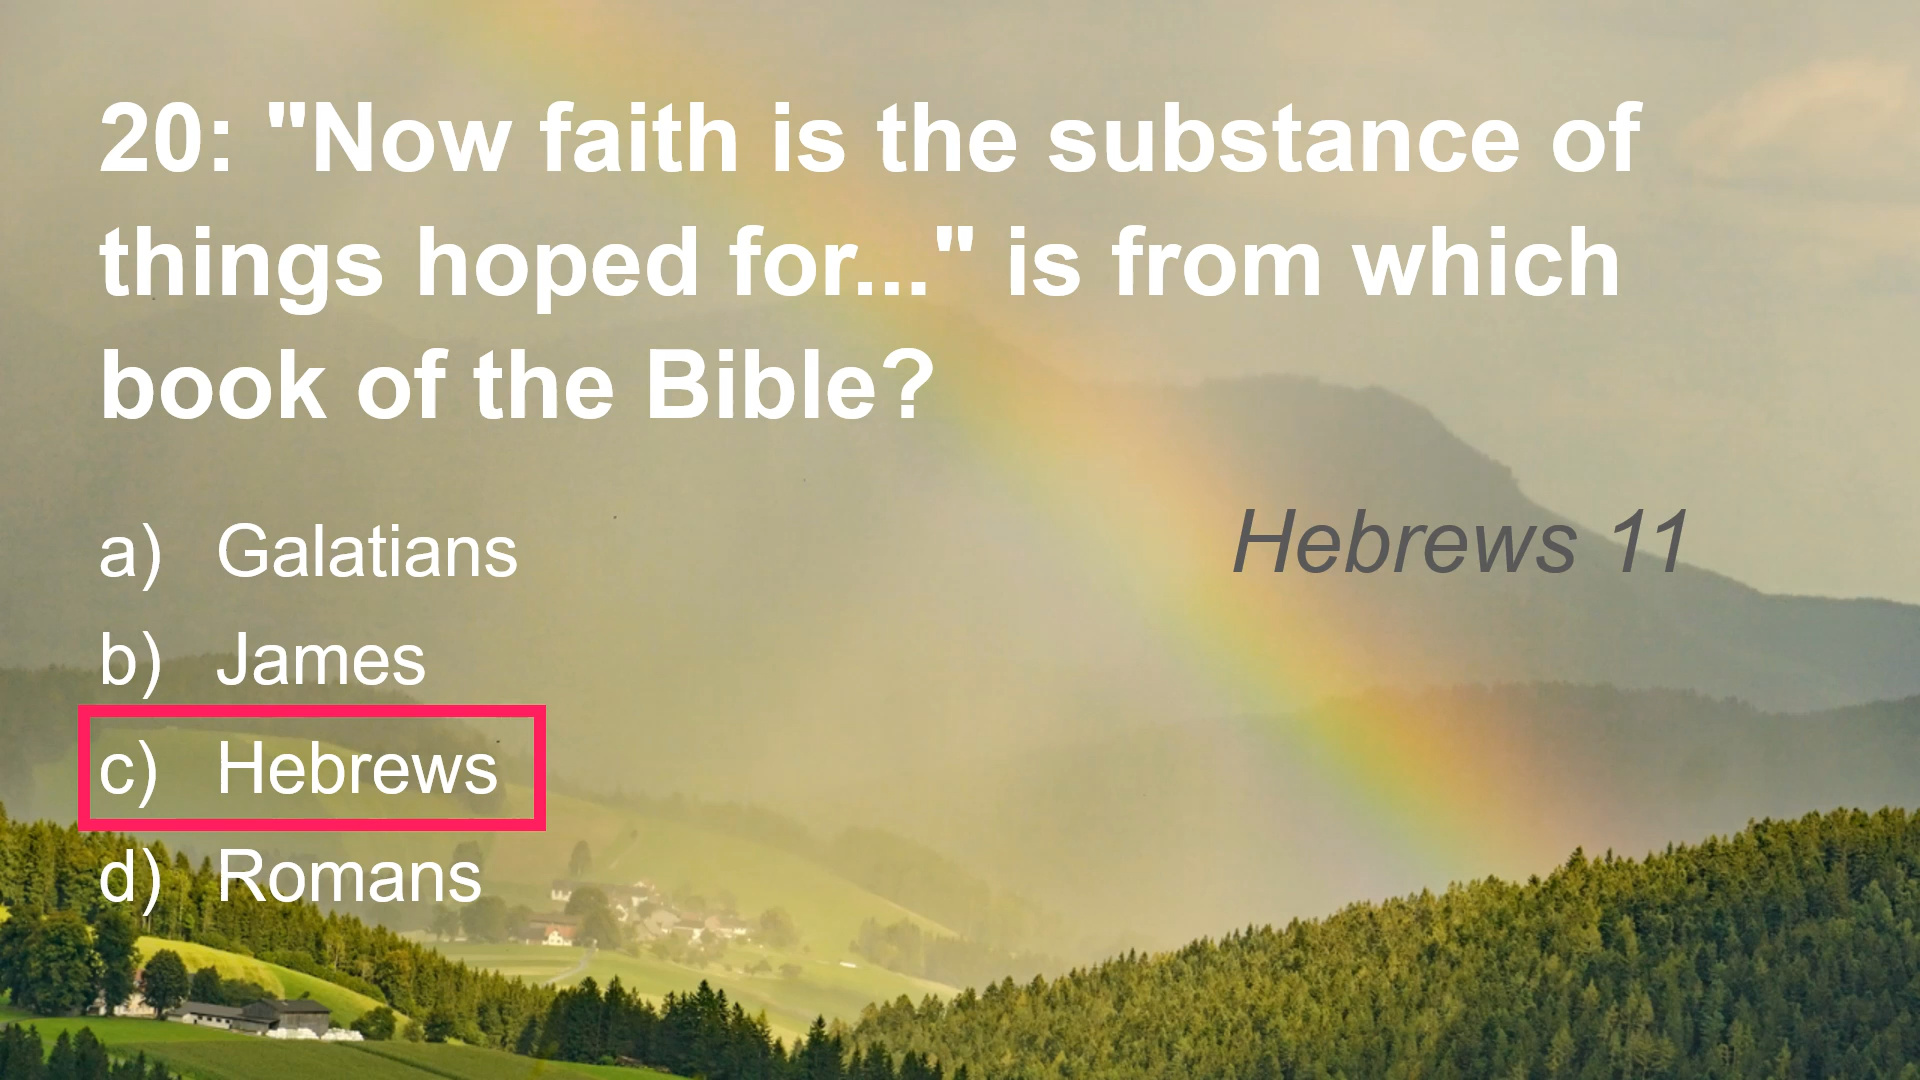 20: "Now faith is the substance of
things hoped for..." is from which
book of the Bible?
a) Galatians
Hebrews 11
b) James
c) Hebrews
d) Romans